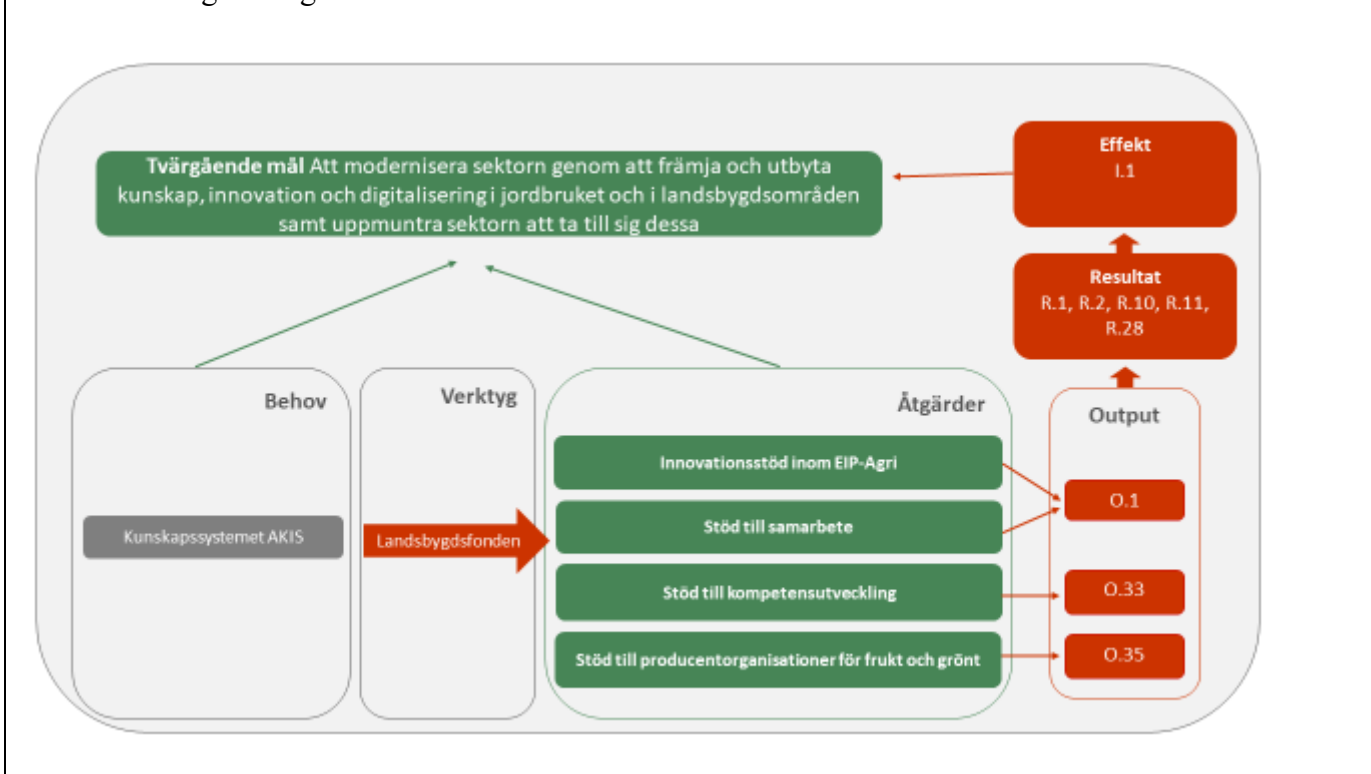 Tvärgående mål Att modernisera sektorn genom att främja och utbyta
kunskap, innovation och digitalisering i jordbruket och i landsbygdsområden
samt uppmuntra sektorn att ta till sig dessa
Effekt
I.1
Resultat
R.1, R.2, R.10, R.11,
R.28
Behov
Kunskapssystemet AKIS
Verktyg
Landsbygdsfonden
Åtgärder
Innovationsstöd inom EIP-Agri
Stöd till samarbete
Stöd till kompetensutveckling
Stöd till producentorganisationer för frukt och grönt
Output
O.1
O.33
O.35